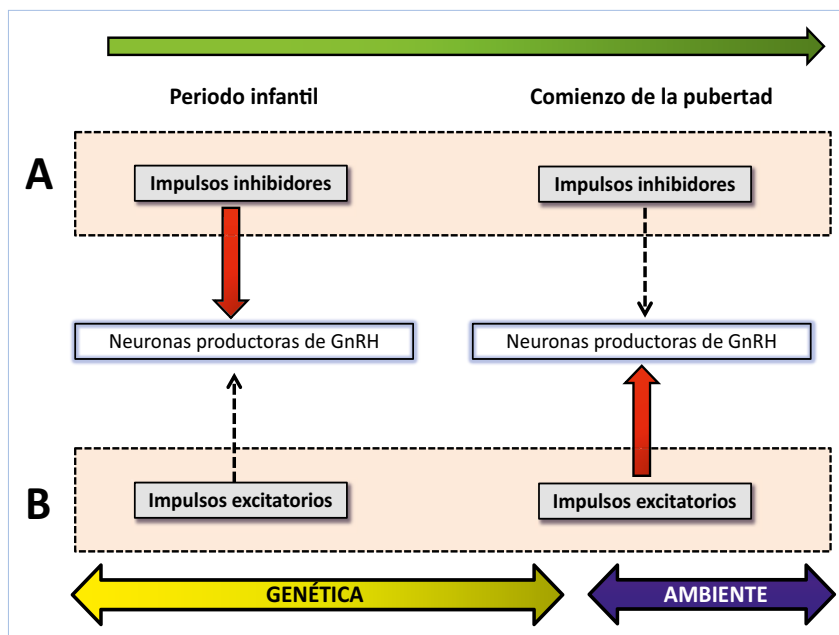 Periodo infantil
Comienzo de la pubertad
A
Impulsos inhibidores
Impulsos inhibidores
Neuronas productoras de GnRH
Neuronas productoras de GnRH
B
Impulsos excitatorios
Impulsos excitatorios
GENÉTICA
AMBIENTE